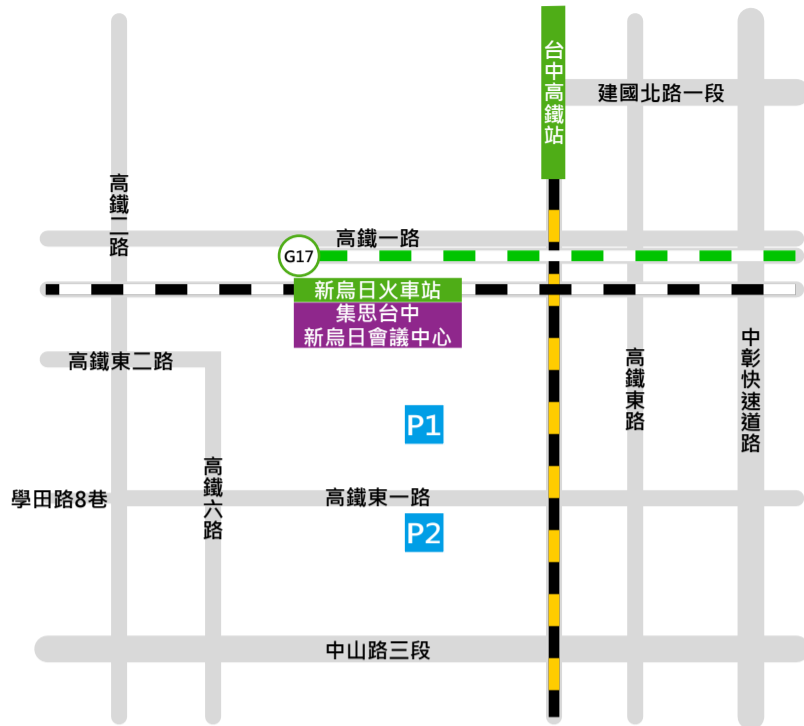 台中高鐵站
建國北路一段
高鐵二路
高鐵一路
G17
新烏日火車站
集思台中
新烏日會議中心
高鐵東二路
高鐵東路
中彰快速道路
P1
高鐵六路
學田路8巷
高鐵東一路
P2
中山路三段